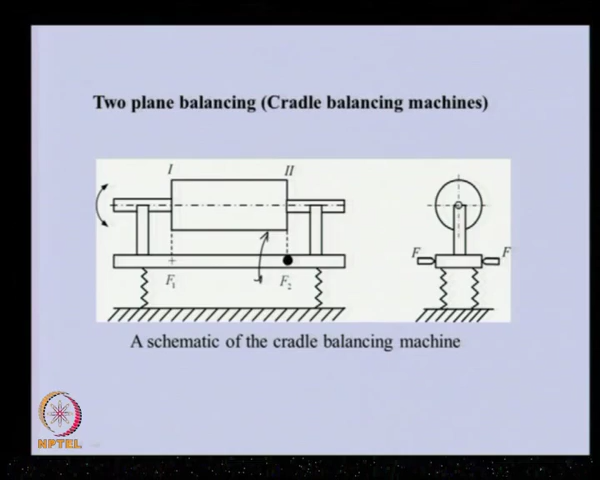 Two plane balancing (Cradle balancing machines)
I II
F₁ F₂
F F
A schematic of the cradle balancing machine
NPTEL